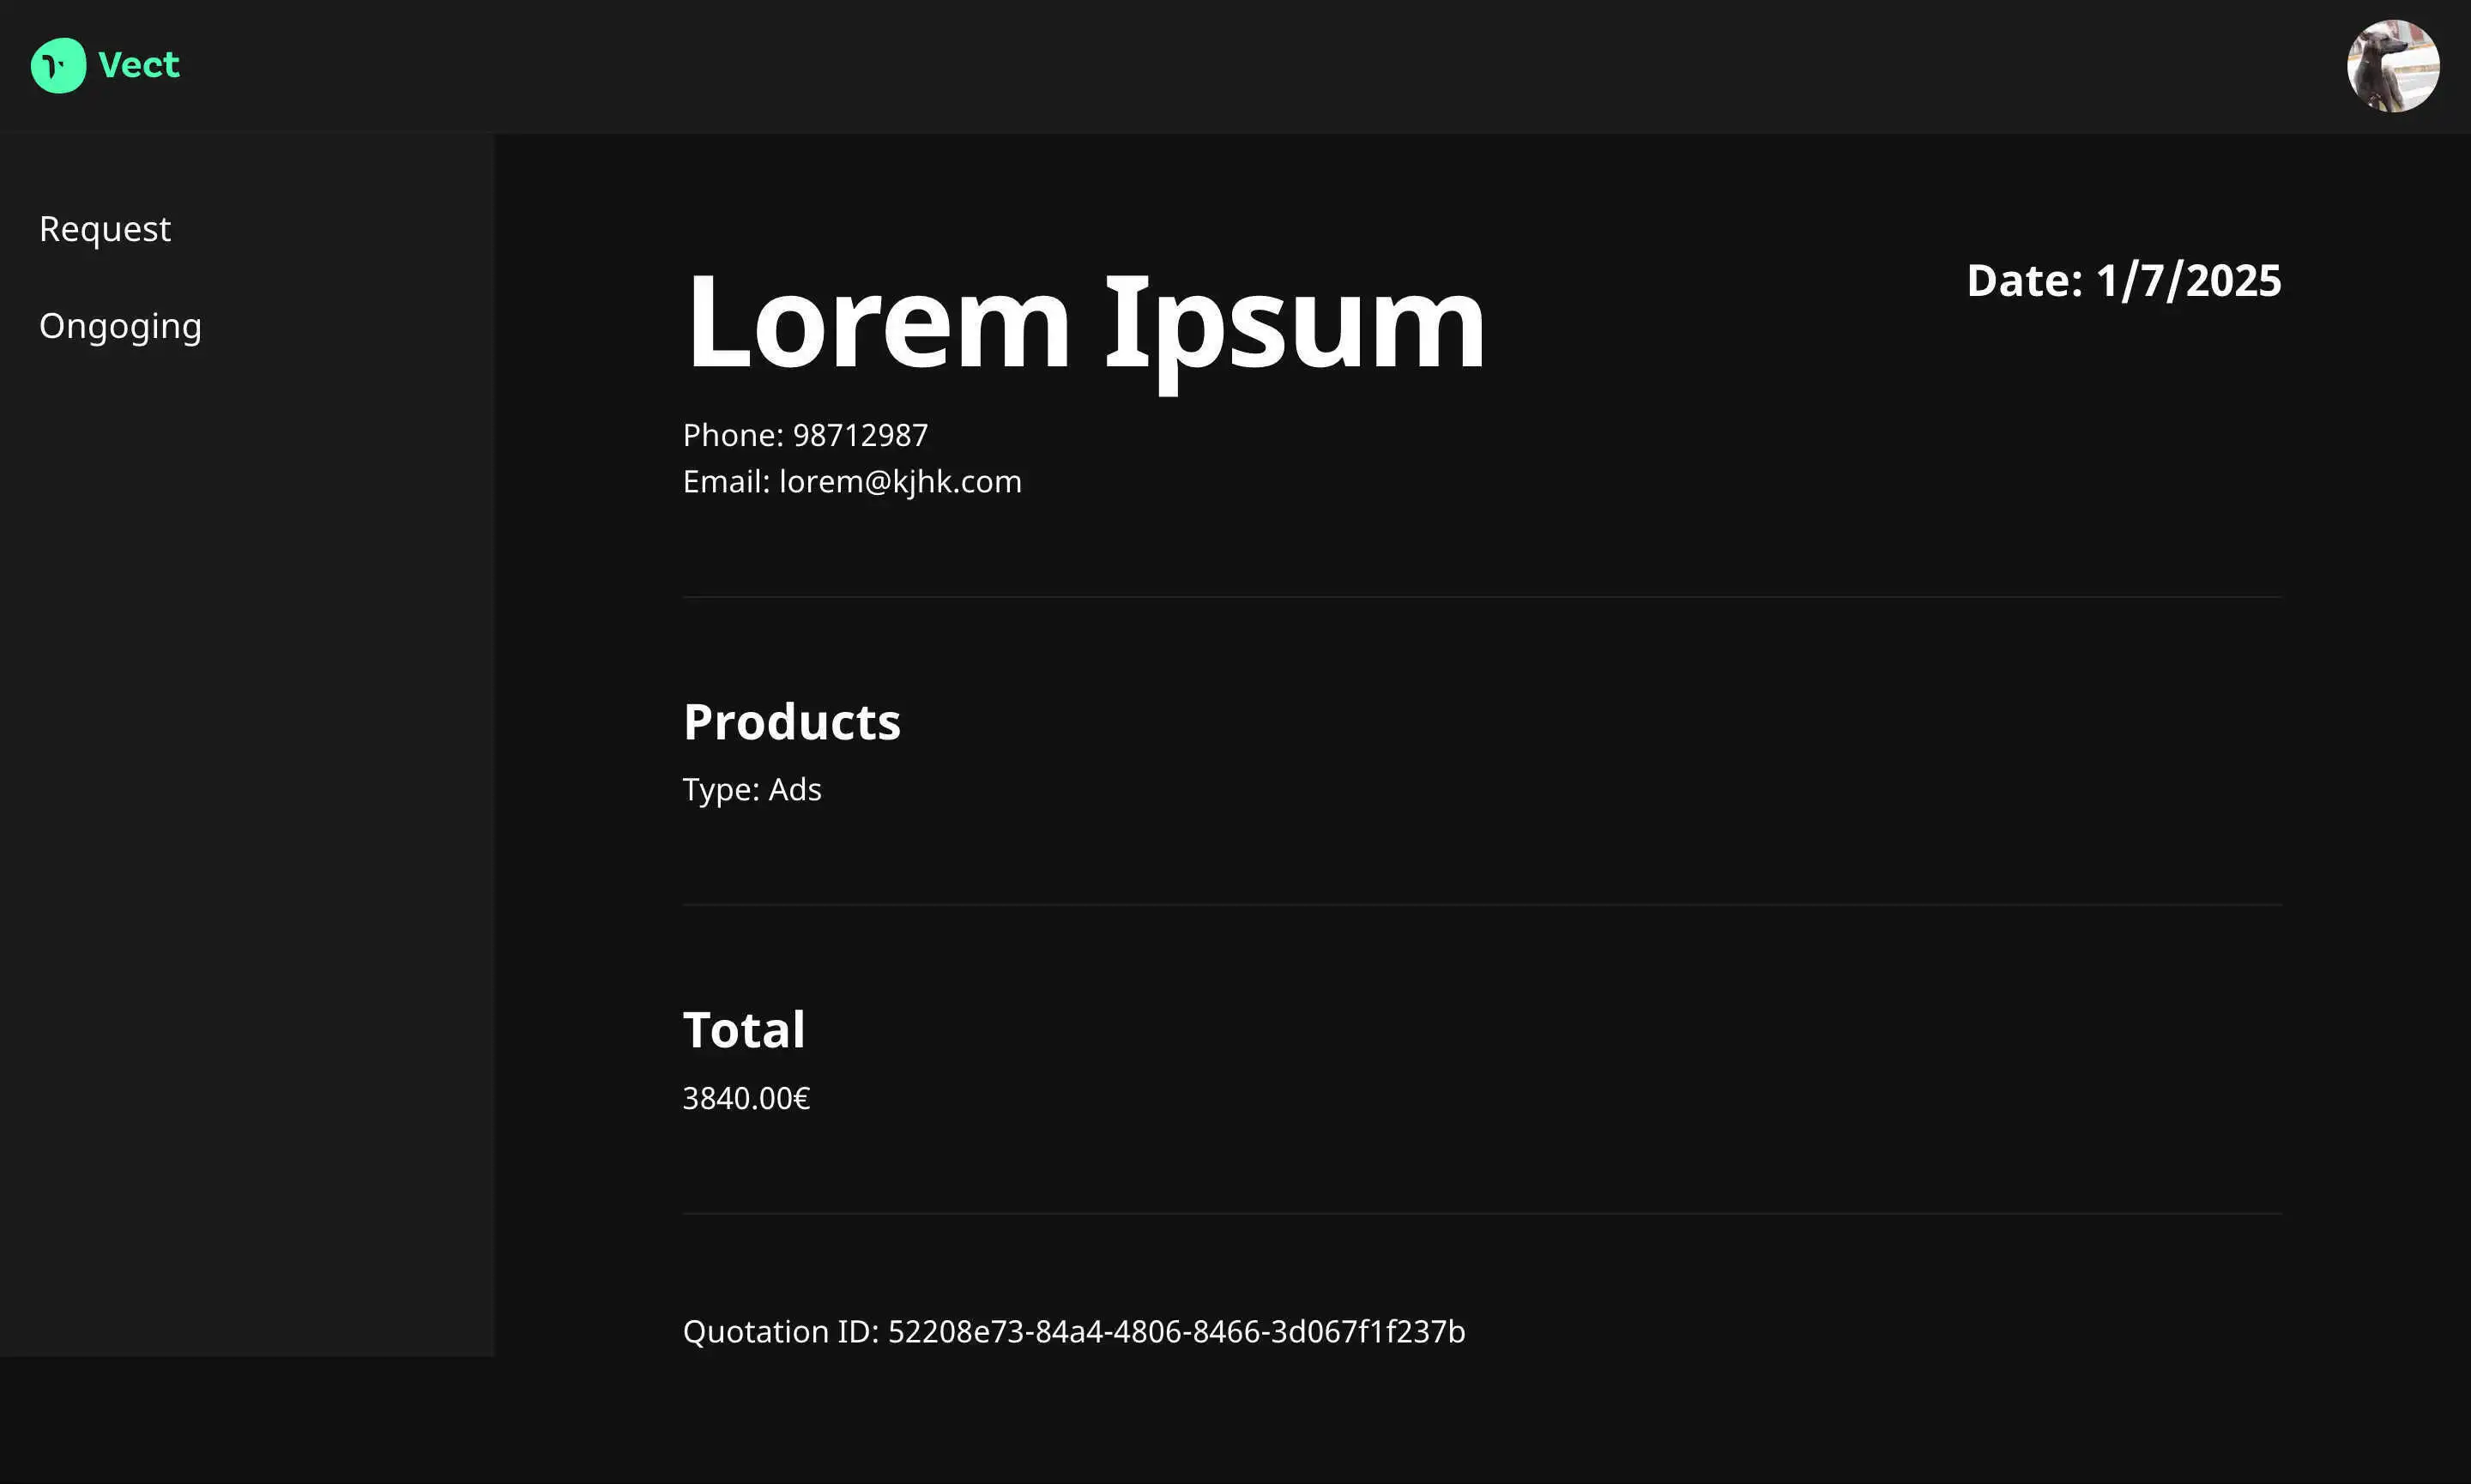 Vect
Request
Ongoging
Lorem Ipsum
Date: 1/7/2025
Phone: 98712987
Email: lorem@kjhk.com
Products
Type: Ads
Total
3840.00€
Quotation ID: 52208e73-84a4-4806-8466-3d067f1f237b